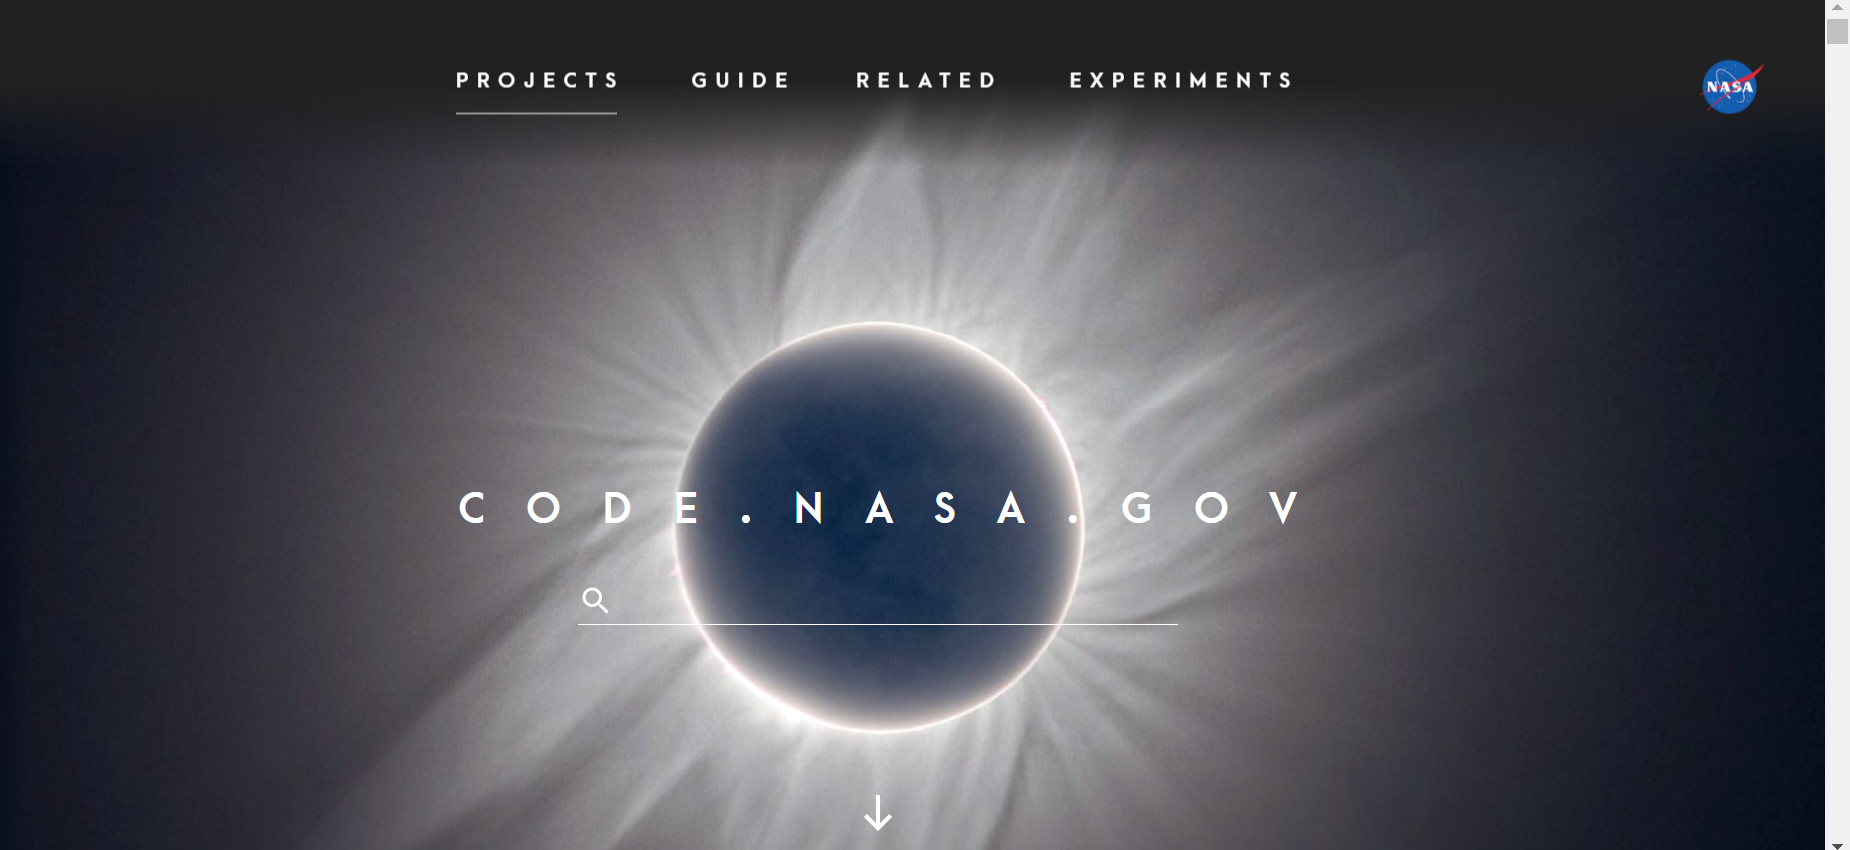 PROJECTS GUIDE RELATED EXPERIMENTS
NASA
CODE.NASA.GOV